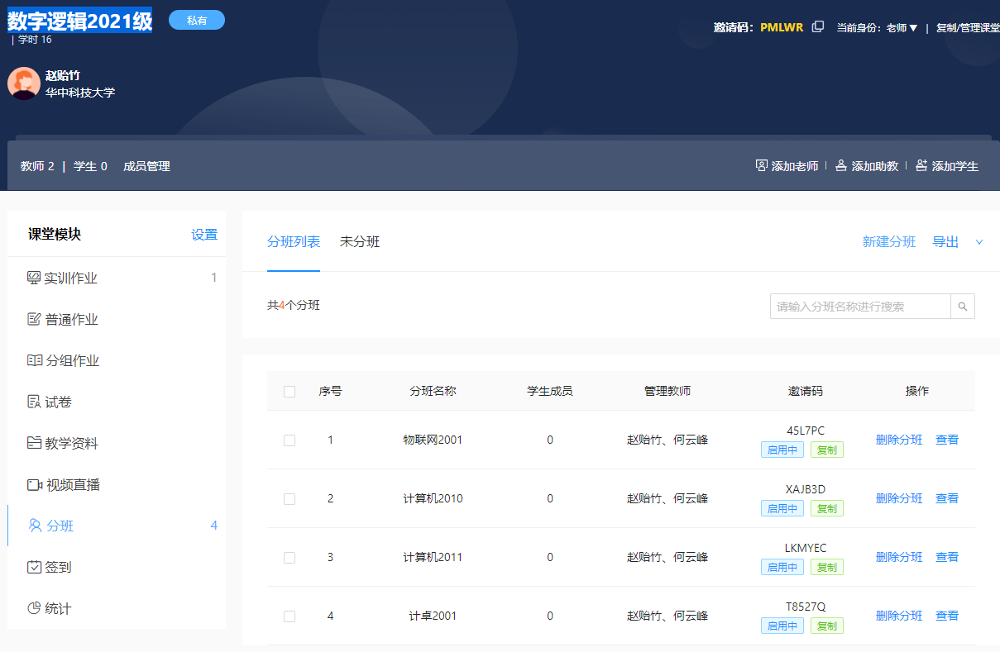 数字逻辑2021级 私有
| 学时 16
邀请码：PMLWR 当前身份：老师▼ | 复制/管理课堂
赵贻竹
华中科技大学
教师 2 | 学生 0 成员管理
添加老师 | 添加助教 | 添加学生
课堂模块 设置
实训作业 1
普通作业
分组作业
试卷
教学资料
视频直播
分班 4
签到
统计
分班列表 未分班 新建分班 导出
共4个分班 请输入分班名称进行搜索
序号 分班名称 学生成员 管理教师 邀请码 操作
1 物联网2001 0 赵贻竹、何云峰 45L7PC 删除分班 查看
启用中 复制
2 计算机2010 0 赵贻竹、何云峰 XAJB3D 删除分班 查看
启用中 复制
3 计算机2011 0 赵贻竹、何云峰 LKMYEC 删除分班 查看
启用中 复制
4 计卓2001 0 赵贻竹、何云峰 T8527Q 删除分班 查看
启用中 复制